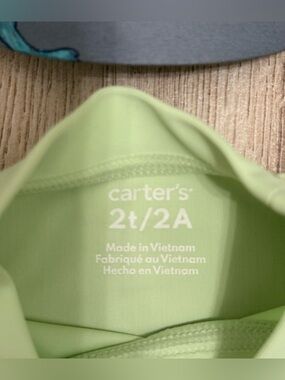 carter's
2t/2A
Made in Vietnam
Fabriqué au Vietnam
Hecho en Vietnam